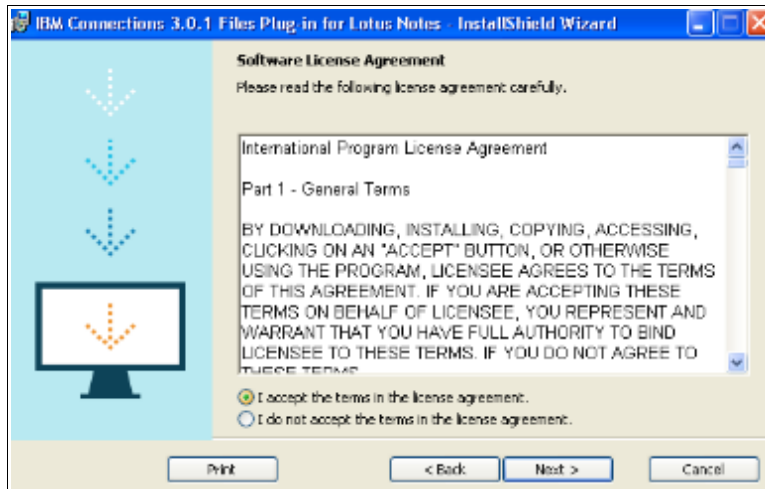 IBM Connections 3.0.1 Files Plug-in for Lotus Notes - InstallShield Wizard
Software License Agreement
Please read the following license agreement carefully.
International Program License Agreement
Part 1 - General Terms
BY DOWNLOADING, INSTALLING, COPYING, ACCESSING,
CLICKING ON AN "ACCEPT" BUTTON, OR OTHERWISE
USING THE PROGRAM, LICENSEE AGREES TO THE TERMS
OF THIS AGREEMENT. IF YOU ARE ACCEPTING THESE
TERMS ON BEHALF OF LICENSEE, YOU REPRESENT AND
WARRANT THAT YOU HAVE FULL AUTHORITY TO BIND
LICENSEE TO THESE TERMS. IF YOU DO NOT AGREE TO
THESE TERMS
I accept the terms in the license agreement.
I do not accept the terms in the license agreement.
Print < Back Next > Cancel